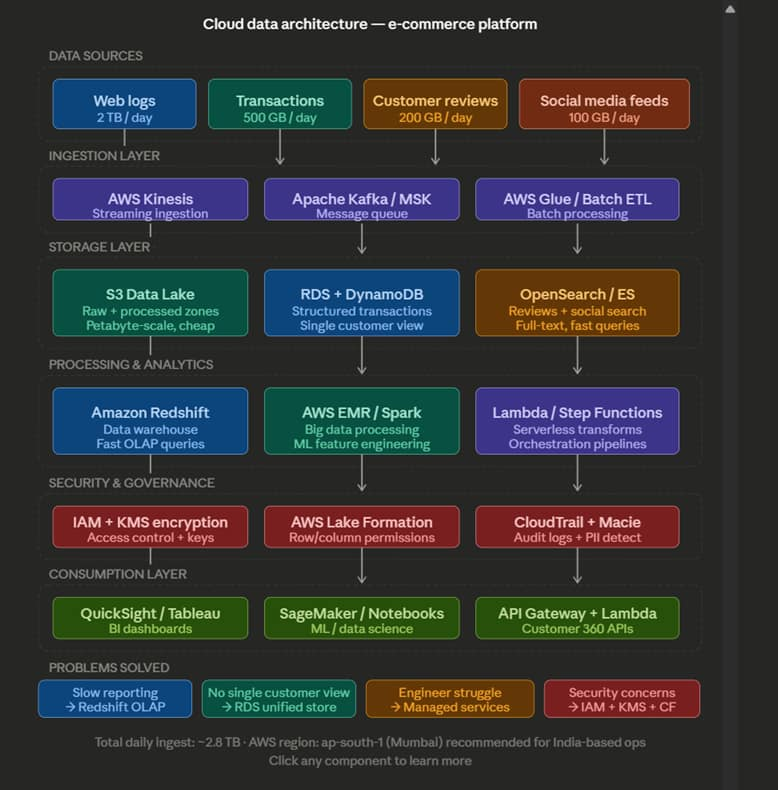 Cloud data architecture — e-commerce platform
DATA SOURCES
Web logs
2 TB / day
Transactions
500 GB / day
Customer reviews
200 GB / day
Social media feeds
100 GB / day
INGESTION LAYER
AWS Kinesis
Streaming ingestion
Apache Kafka / MSK
Message queue
AWS Glue / Batch ETL
Batch processing
STORAGE LAYER
S3 Data Lake
Raw + processed zones
Petabyte-scale, cheap
RDS + DynamoDB
Structured transactions
Single customer view
OpenSearch / ES
Reviews + social search
Full-text, fast queries
PROCESSING & ANALYTICS
Amazon Redshift
Data warehouse
Fast OLAP queries
AWS EMR / Spark
Big data processing
ML feature engineering
Lambda / Step Functions
Serverless transforms
Orchestration pipelines
SECURITY & GOVERNANCE
IAM + KMS encryption
Access control + keys
AWS Lake Formation
Row/column permissions
CloudTrail + Macie
Audit logs + PII detect
CONSUMPTION LAYER
QuickSight / Tableau
BI dashboards
SageMaker / Notebooks
ML / data science
API Gateway + Lambda
Customer 360 APIs
PROBLEMS SOLVED
Slow reporting
→ Redshift OLAP
No single customer view
→ RDS unified store
Engineer struggle
→ Managed services
Security concerns
→ IAM + KMS + CF
Total daily ingest: ~2.8 TB · AWS region: ap-south-1 (Mumbai) recommended for India-based ops
Click any component to learn more